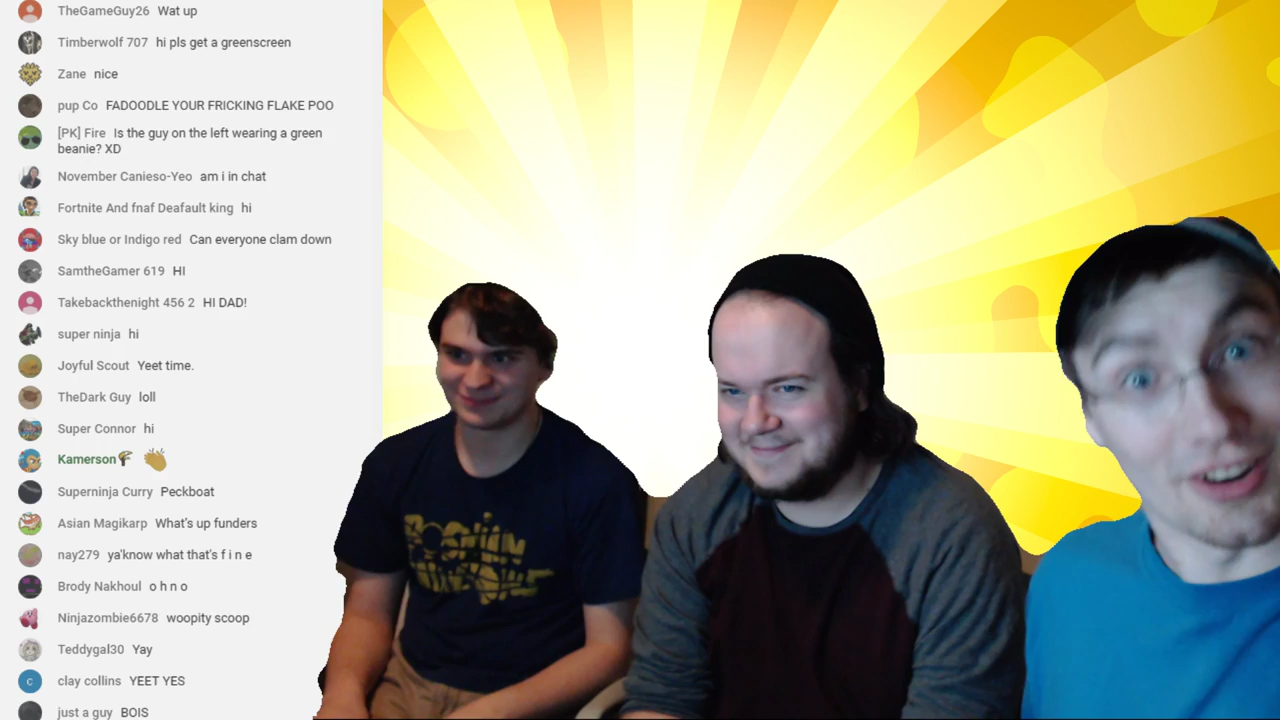 TheGameGuy26 Wat up
Timberwolf 707 hi pls get a greenscreen
Zane nice
pup Co FADOODLE YOUR FRICKING FLAKE POO
[PK] Fire Is the guy on the left wearing a green
beanie? XD
November Canieso-Yeo am i in chat
Fortnite And fnaf Deafault king hi
Sky blue or Indigo red Can everyone clam down
SamtheGamer 619 HI
Takebackthenight 456 2 HI DAD!
super ninja hi
Joyful Scout Yeet time.
TheDark Guy loll
Super Connor hi
Kamerson
Superninja Curry Peckboat
Asian Magikarp What's up funders
nay279 ya'know what that's f i n e
Brody Nakhoul o h n o
Ninjazombie6678 woopity scoop
Teddygal30 Yay
c clay collins YEET YES
just a guy BOIS